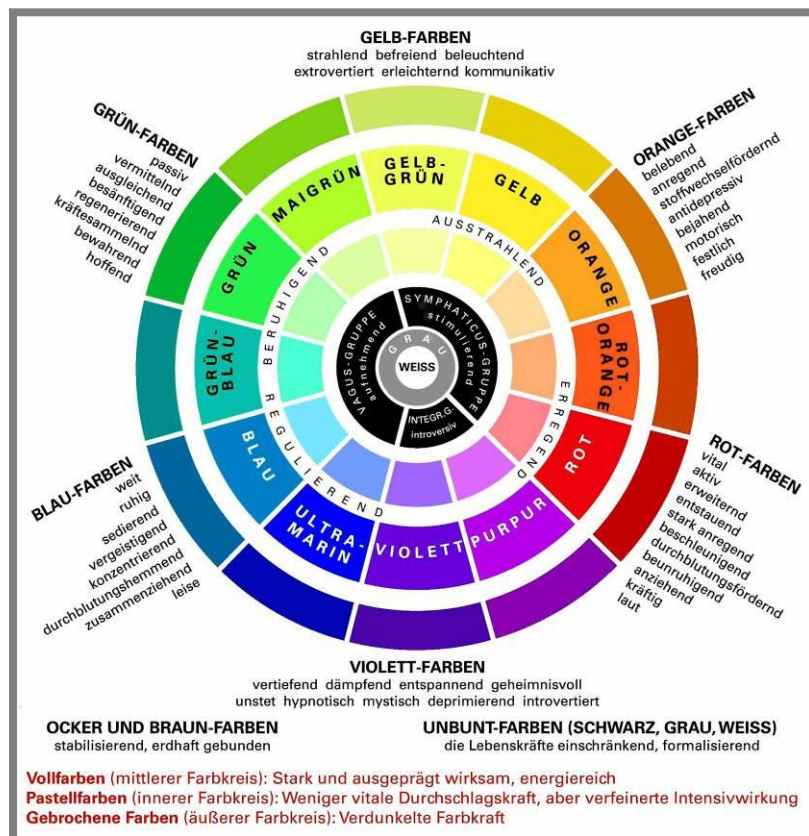 GELB-FARBEN
strahlend befreiend beleuchtend
extrovertiert erleichternd kommunikativ
GRÜN-FARBEN
passiv
vermittelnd
ausgleichend
besänftigend
regenerierend
kräftesammelnd
bewahrend
hoffend
ORANGE-FARBEN
belebend
anregend
stoffwechselfördernd
antidepressiv
bejahend
motorisch
festlich
freudig
GELB-
GRÜN
GELB
ORANGE
ROT-
ORANGE
ROT
PURPUR
VIOLETT
ULTRA-
MARIN
BLAU
GRÜN-
BLAU
GRÜN
MAIGRÜN
AUSSTRAHLEND
ERREGEND
REGULIEREND
BERUHIGEND
SYMPHATICUS-GRUPPE
stimulierend
VAGUS-GRUPPE
aufnehmend
INTEGR.G.
introversiv
GRAU
WEISS
BLAU-FARBEN
weit
ruhig
sedierend
vergeistigend
konzentrierend
durchblutungshemmend
zusammenziehend
leise
ROT-FARBEN
vital
aktiv
erweiternd
entstauend
stark anregend
beschleunigend
durchblutungsfördernd
beunruhigend
anziehend
kräftig
laut
VIOLETT-FARBEN
vertiefend dämpfend entspannend geheimnisvoll
unstet hypnotisch mystisch deprimierend introvertiert
OCKER UND BRAUN-FARBEN
stabilisierend, erdhaft gebunden
UNBUNT-FARBEN (SCHWARZ, GRAU, WEISS)
die Lebenskräfte einschränkend, formalisierend
Vollfarben (mittlerer Farbkreis): Stark und ausgeprägt wirksam, energiereich
Pastellfarben (innerer Farbkreis): Weniger vitale Durchschlagskraft, aber verfeinerte Intensivwirkung
Gebrochene Farben (äußerer Farbkreis): Verdunkelte Farbkraft